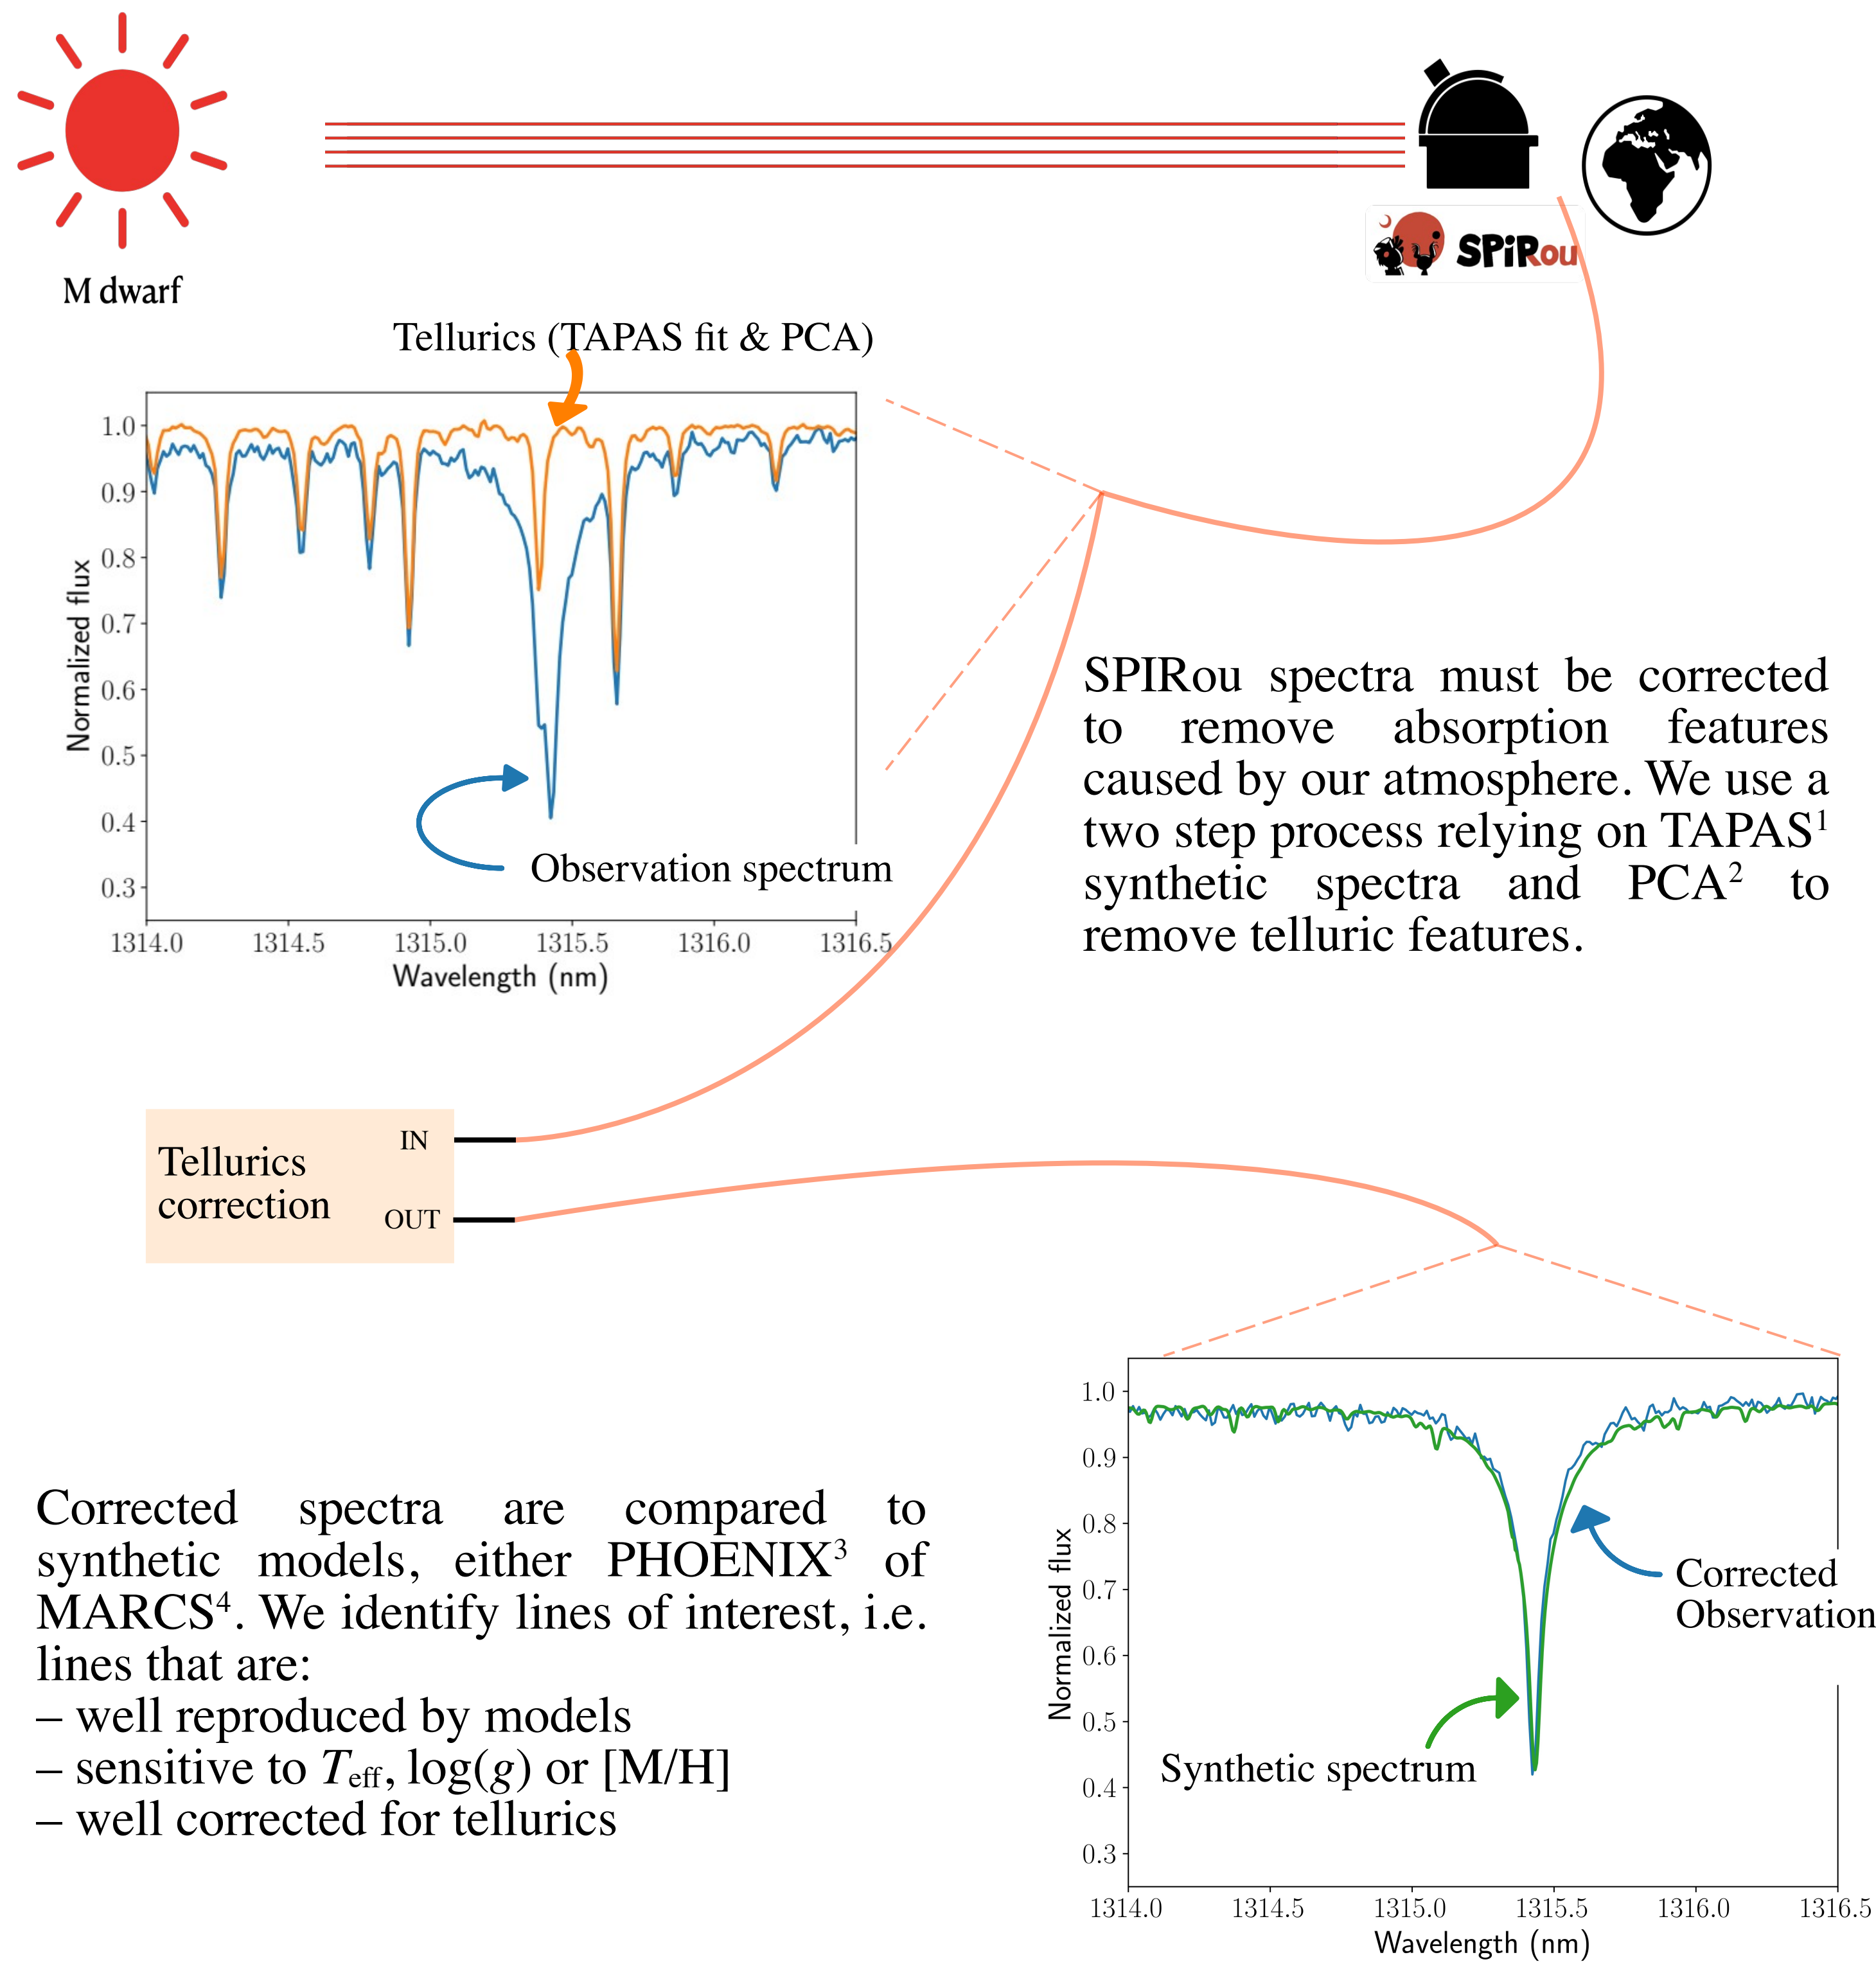 M dwarf
SPiRou
Tellurics (TAPAS fit & PCA)
1.0
0.9
0.8
0.7
0.6
0.5
0.4
0.3
Normalized flux
Observation spectrum
1314.0 1314.5 1315.0 1315.5 1316.0 1316.5
Wavelength (nm)
SPIRou spectra must be corrected
to remove absorption features
caused by our atmosphere. We use a
two step process relying on TAPAS¹
synthetic spectra and PCA² to
remove telluric features.
Tellurics
correction
IN
OUT
Corrected spectra are compared to
synthetic models, either PHOENIX³ of
MARCS⁴. We identify lines of interest, i.e.
lines that are:
– well reproduced by models
– sensitive to Teff, log(g) or [M/H]
– well corrected for tellurics
1.0
0.9
0.8
0.7
0.6
0.5
0.4
0.3
Normalized flux
Corrected
Observation
Synthetic spectrum
1314.0 1314.5 1315.0 1315.5 1316.0 1316.5
Wavelength (nm)